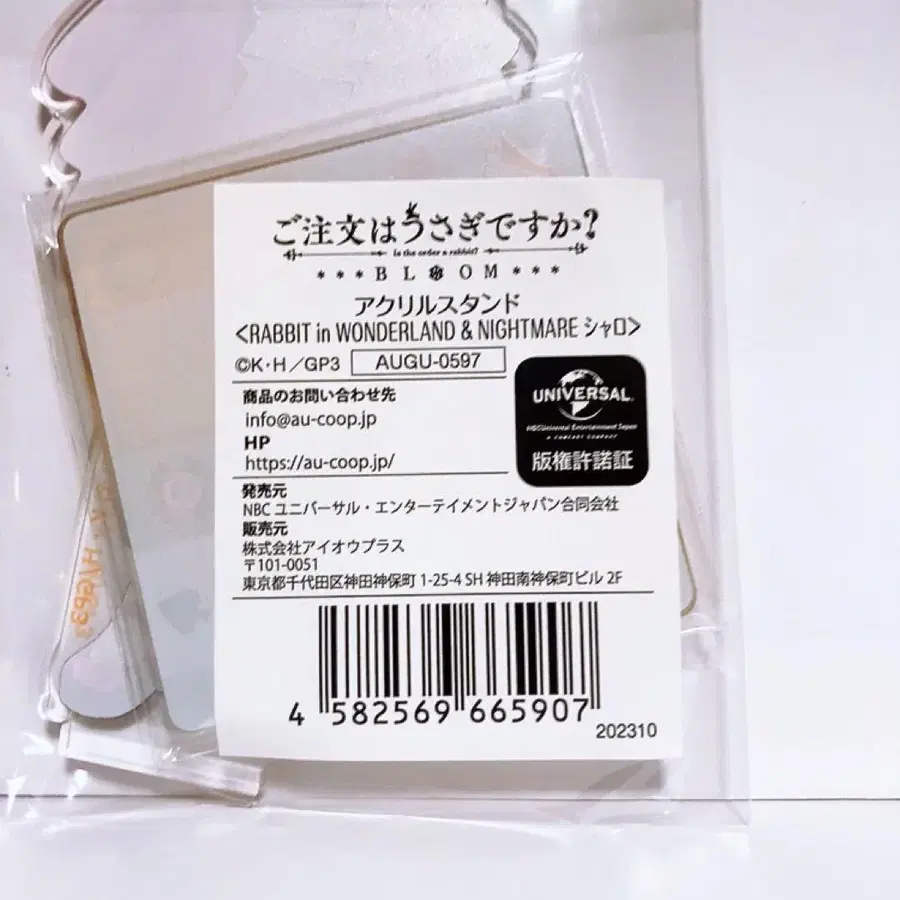 ご注文はうさぎですか?
Is the order a rabbit?
***BLOOM***
アクリルスタンド
<RABBIT in WONDERLAND & NIGHTMARE シャロ>
©K・H/GP3 AUGU-0597
商品のお問い合わせ先
info@au-coop.jp
HP
https://au-coop.jp/
UNIVERSAL
NBCUniversal Entertainment Japan
A COMCAST COMPANY
版権許諾証
発売元
NBC ユニバーサル・エンターテイメントジャパン合同会社
販売元
株式会社アイオウプラス
〒101-0051
東京都千代田区神田神保町 1-25-4 SH 神田南神保町ビル 2F
4 582569 665907
202310